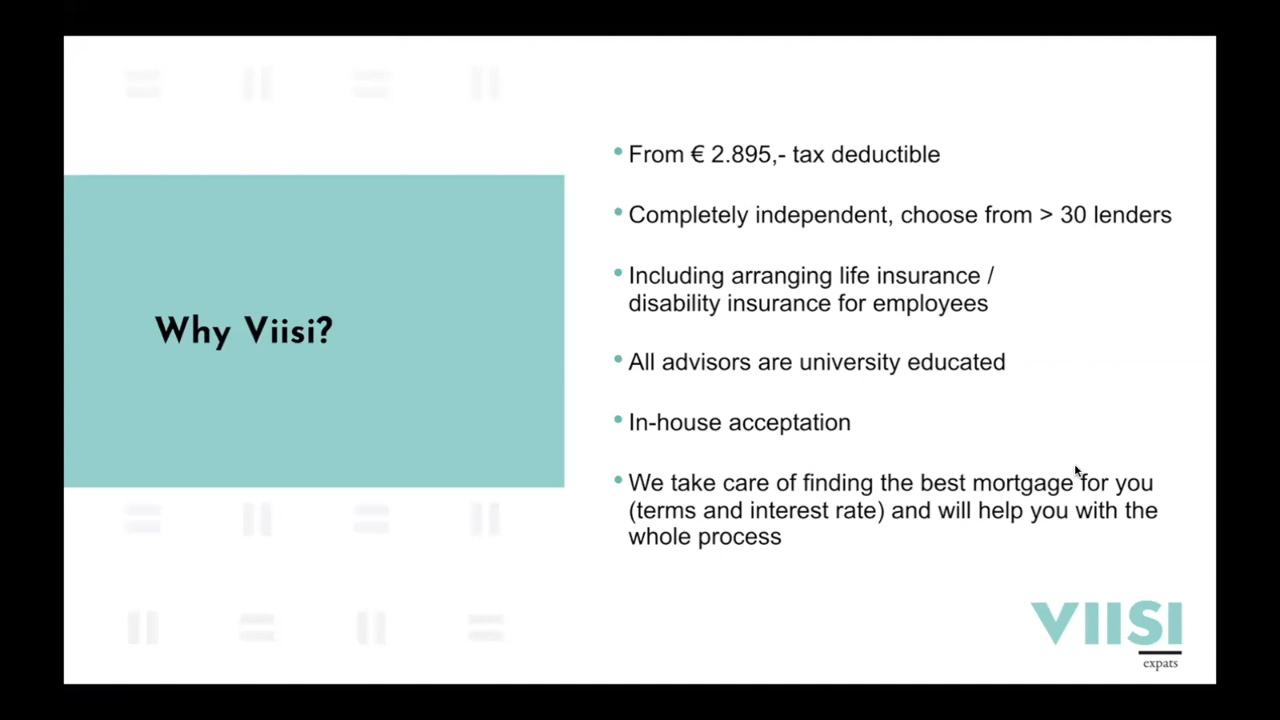 Why Viisi?
• From € 2.895,- tax deductible
• Completely independent, choose from > 30 lenders
• Including arranging life insurance /
disability insurance for employees
• All advisors are university educated
• In-house acceptation
• We take care of finding the best mortgage for you
(terms and interest rate) and will help you with the
whole process
VIISI
expats